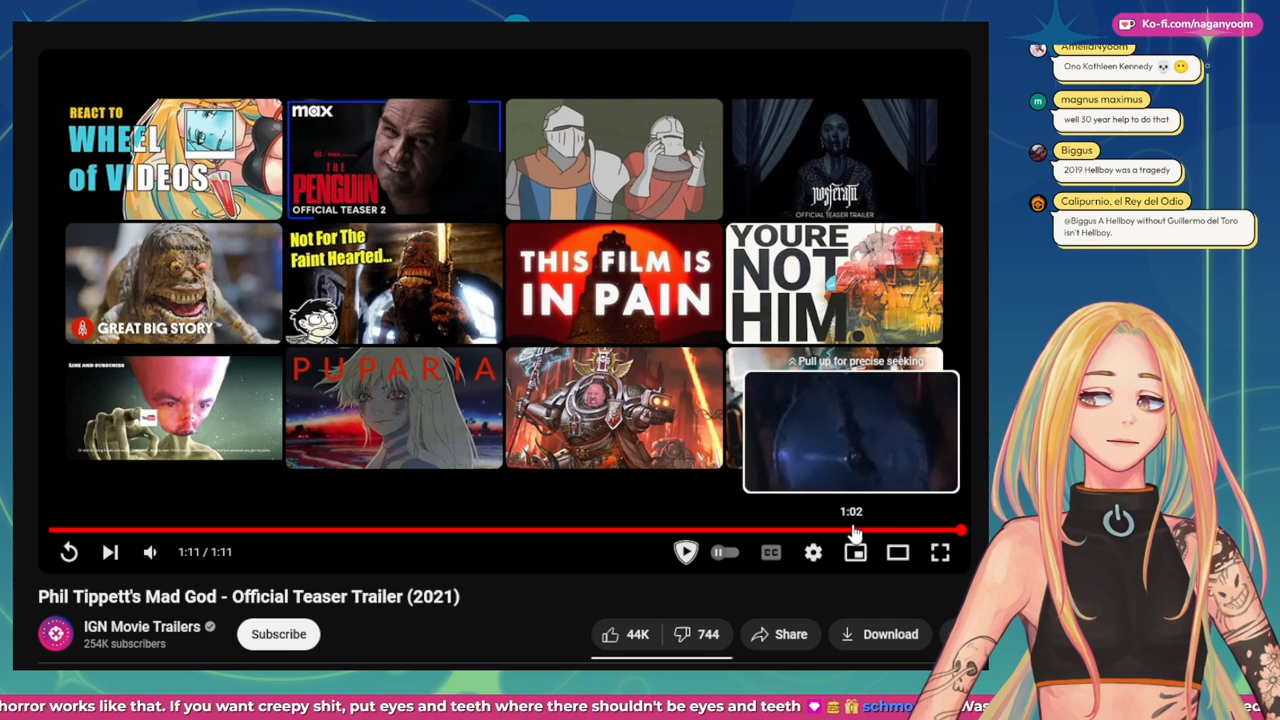 Ko-fi.com/naganyoom
AmeliaNyoom
Ono Kathleen Kennedy
m
magnus maximus
well 30 year help to do that
Biggus
2019 Hellboy was a tragedy
Calipurnio, el Rey del Odio
@Biggus A Hellboy without Guillermo del Toro
isn't Hellboy.
REACT TO
WHEEL
of VIDEOS
max
THE
PENGUIN
OFFICIAL TEASER 2
nosferatu
OFFICIAL TEASER TRAILER
GREAT BIG STORY
Not For The
Faint Hearted...
THIS FILM IS
IN PAIN
YOURE
NOT
HIM.
LIKE AND SUBSCRIBE
PUPARIA
Pull up for precise seeking
1:02
1:11 / 1:11
CC
Phil Tippett's Mad God - Official Teaser Trailer (2021)
IGN Movie Trailers
254K subscribers
Subscribe
44K
744
Share
Download
horror works like that. If you want creepy shit, put eyes and teeth where there shouldn't be eyes and teeth
schmo